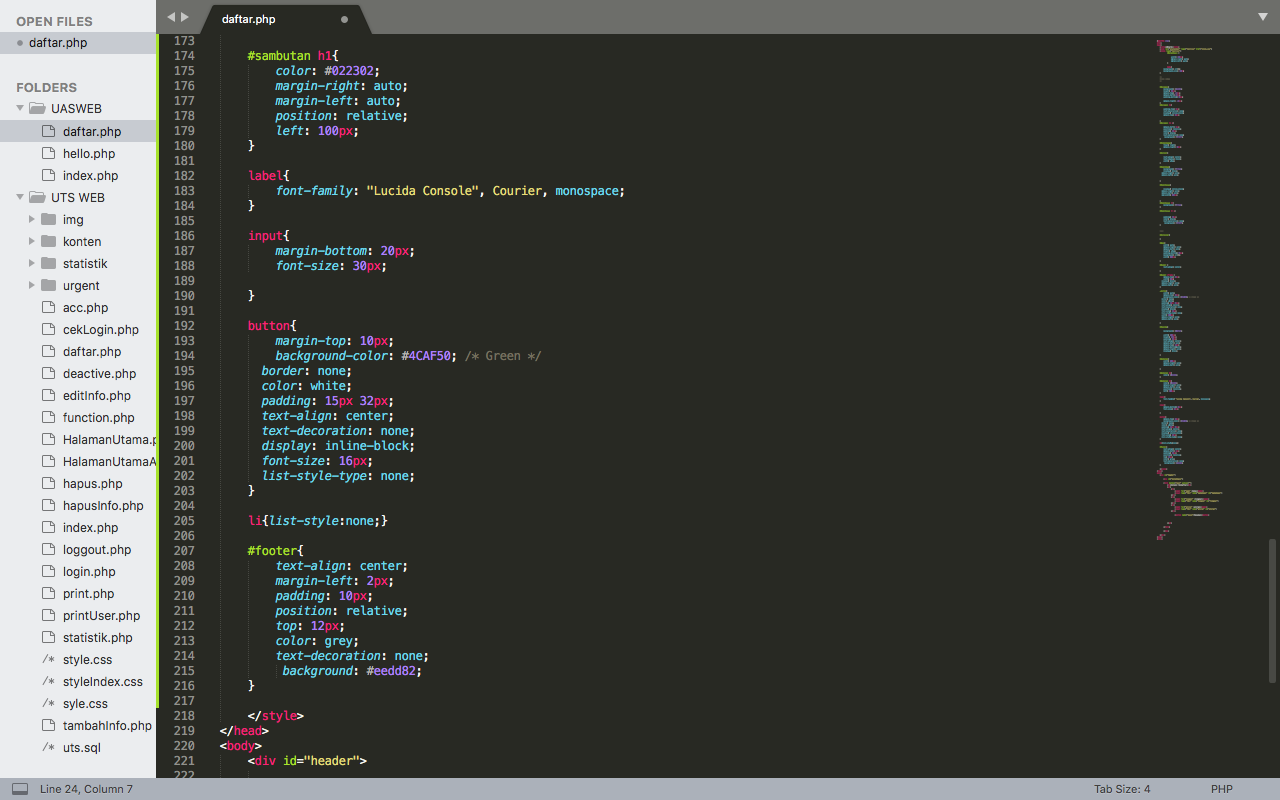 OPEN FILES
daftar.php
FOLDERS
UASWEB
daftar.php
hello.php
index.php
UTS WEB
img
konten
statistik
urgent
acc.php
cekLogin.php
daftar.php
deactive.php
editInfo.php
function.php
HalamanUtama.p
HalamanUtamaA
hapus.php
hapusInfo.php
index.php
loggout.php
login.php
print.php
printUser.php
statistik.php
/* style.css
/* styleIndex.css
/* syle.css
tambahInfo.php
/* uts.sql
daftar.php
173
174 #sambutan h1{
175 color: #022302;
176 margin-right: auto;
177 margin-left: auto;
178 position: relative;
179 left: 100px;
180 }
181
182 label{
183 font-family: "Lucida Console", Courier, monospace;
184 }
185
186 input{
187 margin-bottom: 20px;
188 font-size: 30px;
189
190 }
191
192 button{
193 margin-top: 10px;
194 background-color: #4CAF50; /* Green */
195 border: none;
196 color: white;
197 padding: 15px 32px;
198 text-align: center;
199 text-decoration: none;
200 display: inline-block;
201 font-size: 16px;
202 list-style-type: none;
203 }
204
205 li{list-style:none;}
206
207 #footer{
208 text-align: center;
209 margin-left: 2px;
210 padding: 10px;
211 position: relative;
212 top: 12px;
213 color: grey;
214 text-decoration: none;
215 background: #eedd82;
216 }
217
218 </style>
219 </head>
220 <body>
221 <div id="header">
222
Line 24, Column 7
Tab Size: 4
PHP